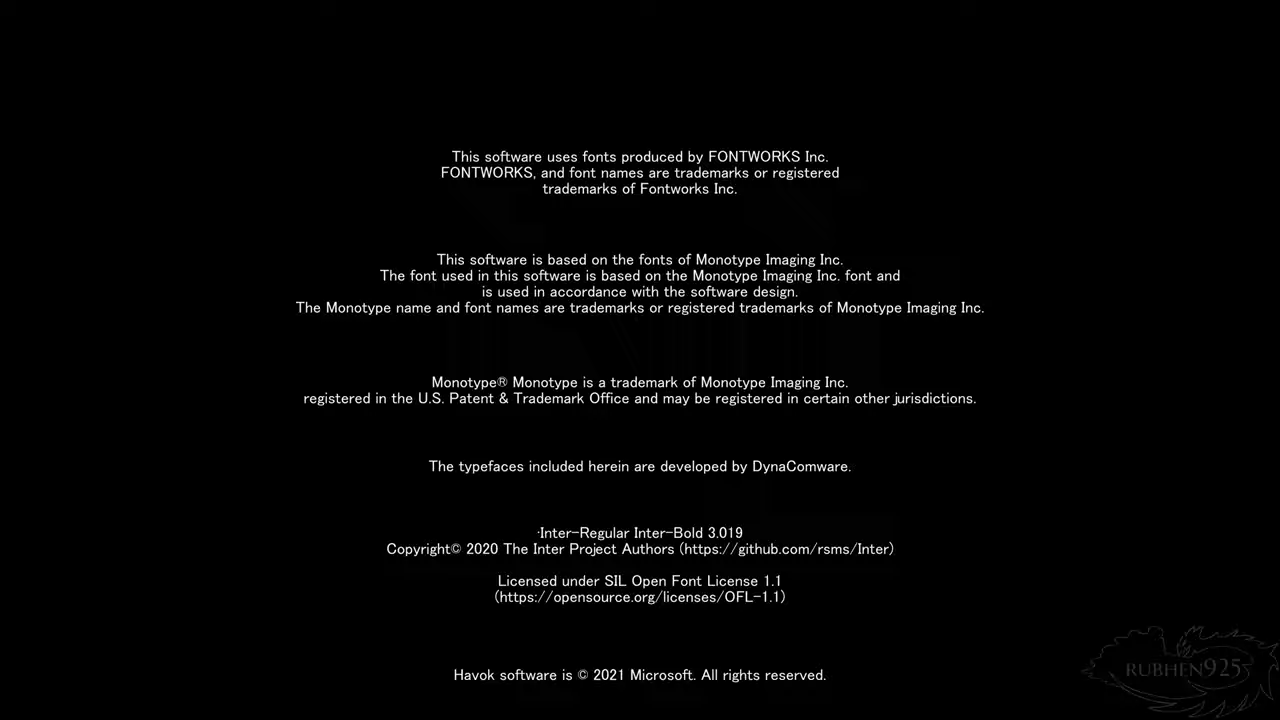 This software uses fonts produced by FONTWORKS Inc.
FONTWORKS, and font names are trademarks or registered
trademarks of Fontworks Inc.
This software is based on the fonts of Monotype Imaging Inc.
The font used in this software is based on the Monotype Imaging Inc. font and
is used in accordance with the software design.
The Monotype name and font names are trademarks or registered trademarks of Monotype Imaging Inc.
Monotype® Monotype is a trademark of Monotype Imaging Inc.
registered in the U.S. Patent & Trademark Office and may be registered in certain other jurisdictions.
The typefaces included herein are developed by DynaComware.
·Inter-Regular Inter-Bold 3.019
Copyright© 2020 The Inter Project Authors (https://github.com/rsms/Inter)
Licensed under SIL Open Font License 1.1
(https://opensource.org/licenses/OFL-1.1)
Havok software is © 2021 Microsoft. All rights reserved.
RUBHEN925